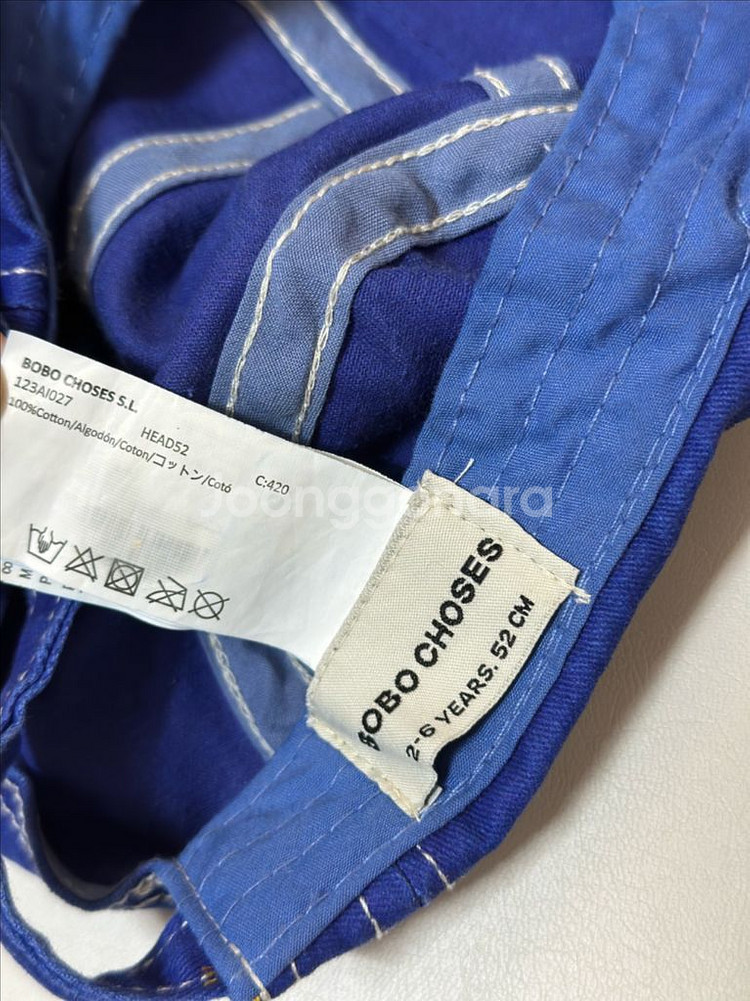 BOBO CHOSES S.L.
123AI027
HEAD52
100%Cotton/Algodón/Coton/コットン/Cotó
C:420
Joonggonara
BOBO CHOSES
2-6 YEARS. 52 CM